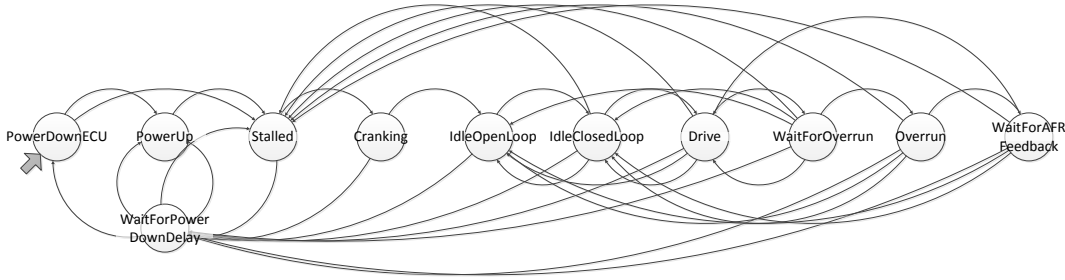 PowerDownECU
PowerUp
Stalled
Cranking
IdleOpenLoop
IdleClosedLoop
Drive
WaitForOverrun
Overrun
WaitForAFR
Feedback
WaitForPower
DownDelay